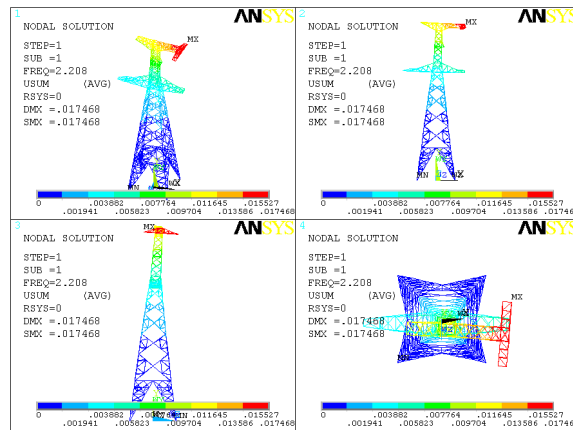 1
ANSYS
NODAL SOLUTION
MX
STEP=1
SUB =1
FREQ=2.208
USUM (AVG)
RSYS=0
DMX =.017468
SMX =.017468
MN WX
0 .003882 .007764 .011645 .015527
.001941 .005823 .009704 .013586 .017468
2
ANSYS
NODAL SOLUTION
MX
STEP=1
SUB =1
FREQ=2.208
USUM (AVG)
RSYS=0
DMX =.017468
SMX =.017468
MN WX
0 .003882 .007764 .011645 .015527
.001941 .005823 .009704 .013586 .017468
3
ANSYS
NODAL SOLUTION
MX
STEP=1
SUB =1
FREQ=2.208
USUM (AVG)
RSYS=0
DMX =.017468
SMX =.017468
MN
0 .003882 .007764 .011645 .015527
.001941 .005823 .009704 .013586 .017468
4
ANSYS
NODAL SOLUTION
STEP=1
SUB =1
FREQ=2.208
MX
USUM (AVG)
RSYS=0
WX
DMX =.017468
SMX =.017468
MN
0 .003882 .007764 .011645 .015527
.001941 .005823 .009704 .013586 .017468